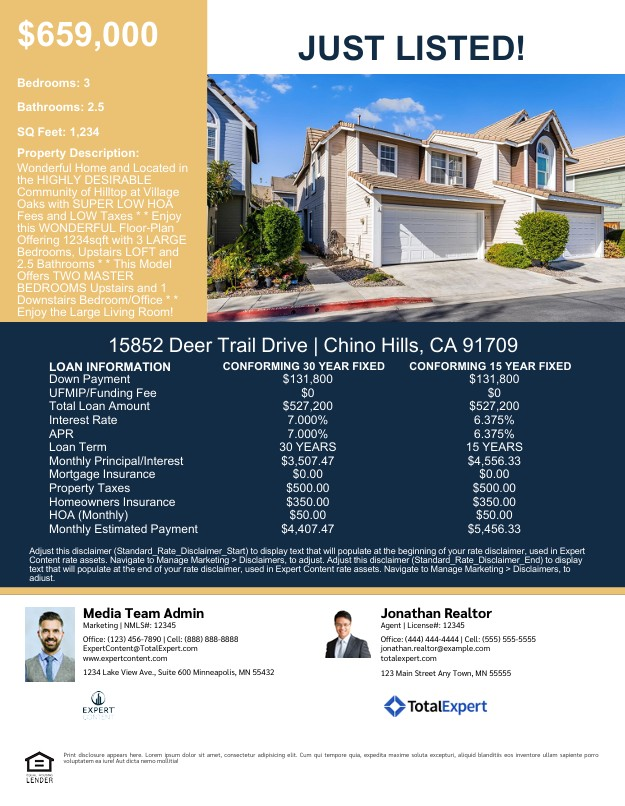 $659,000
JUST LISTED!
Bedrooms: 3
Bathrooms: 2.5
SQ Feet: 1,234
Property Description:
Wonderful Home and Located in
the HIGHLY DESIRABLE
Community of Hilltop at Village
Oaks with SUPER LOW HOA
Fees and LOW Taxes * * Enjoy
this WONDERFUL Floor-Plan
Offering 1234sqft with 3 LARGE
Bedrooms, Upstairs LOFT and
2.5 Bathrooms * * This Model
Offers TWO MASTER
BEDROOMS Upstairs and 1
Downstairs Bedroom/Office * *
Enjoy the Large Living Room!
15852 Deer Trail Drive | Chino Hills, CA 91709
LOAN INFORMATION CONFORMING 30 YEAR FIXED CONFORMING 15 YEAR FIXED
Down Payment $131,800 $131,800
UFMIP/Funding Fee $0 $0
Total Loan Amount $527,200 $527,200
Interest Rate 7.000% 6.375%
APR 7.000% 6.375%
Loan Term 30 YEARS 15 YEARS
Monthly Principal/Interest $3,507.47 $4,556.33
Mortgage Insurance $0.00 $0.00
Property Taxes $500.00 $500.00
Homeowners Insurance $350.00 $350.00
HOA (Monthly) $50.00 $50.00
Monthly Estimated Payment $4,407.47 $5,456.33
Adjust this disclaimer (Standard_Rate_Disclaimer_Start) to display text that will populate at the beginning of your rate disclaimer, used in Expert
Content rate assets. Navigate to Marketing > Disclaimers, to adjust. Adjust this disclaimer (Standard_Rate_Disclaimer_End) to display
text that will populate at the end of your rate disclaimer, used in Expert Content rate assets. Navigate to Manage Marketing > Disclaimers, to
adjust.
Media Team Admin
Marketing | NMLS#: 12345
Office: (123) 456-7890 | Cell: (888) 888-8888
ExpertContent@TotalExpert.com
www.expertcontent.com
1234 Lake View Ave., Suite 600 Minneapolis, MN 55432
EXPERT
CONTENT
Jonathan Realtor
Agent | License#: 12345
Office: (444) 444-4444 | Cell: (555) 555-5555
jonathan.realtor@example.com
totalexpert.com
123 Main Street Any Town, MN 55555
TotalExpert
EQUAL HOUSING
LENDER
Print disclosure appears here. Lorem ipsum dolor sit amet, consectetur adipisicing elit. Cum qui tempore quia, expedita maxime soluta excepturi, aliquid blanditiis eos inventore ullam sapiente porro
voluptatem ea iure! Aut dicta nemo mollitia!